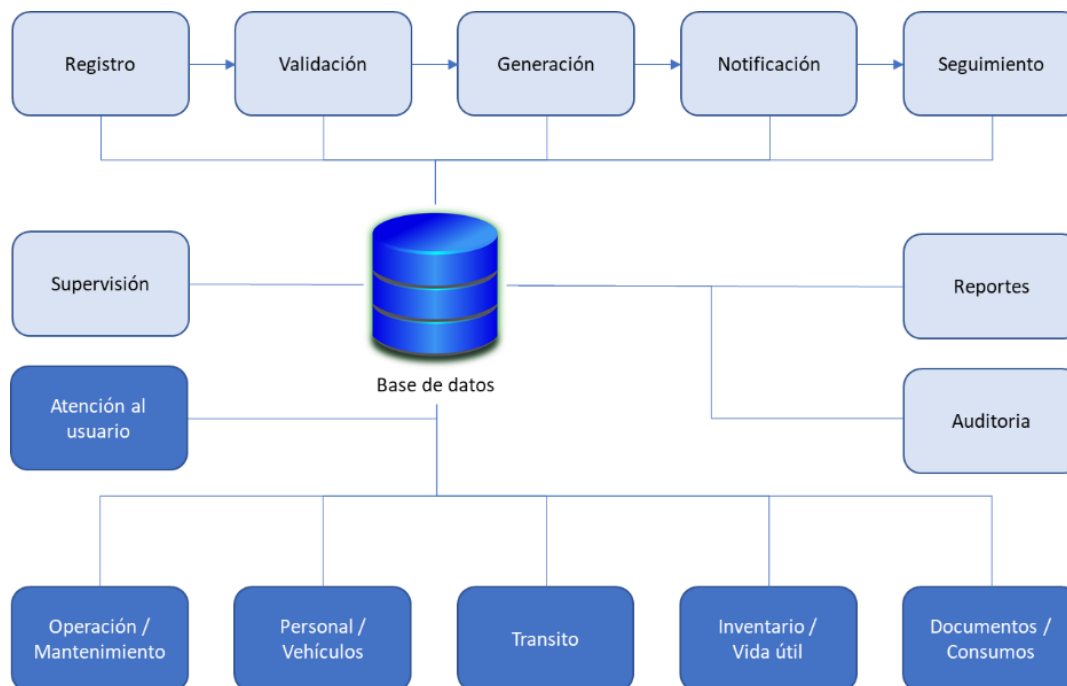 Registro
Validación
Generación
Notificación
Seguimiento
Supervisión
Reportes
Base de datos
Atención al
usuario
Auditoria
Operación /
Mantenimiento
Personal /
Vehículos
Transito
Inventario /
Vida útil
Documentos /
Consumos